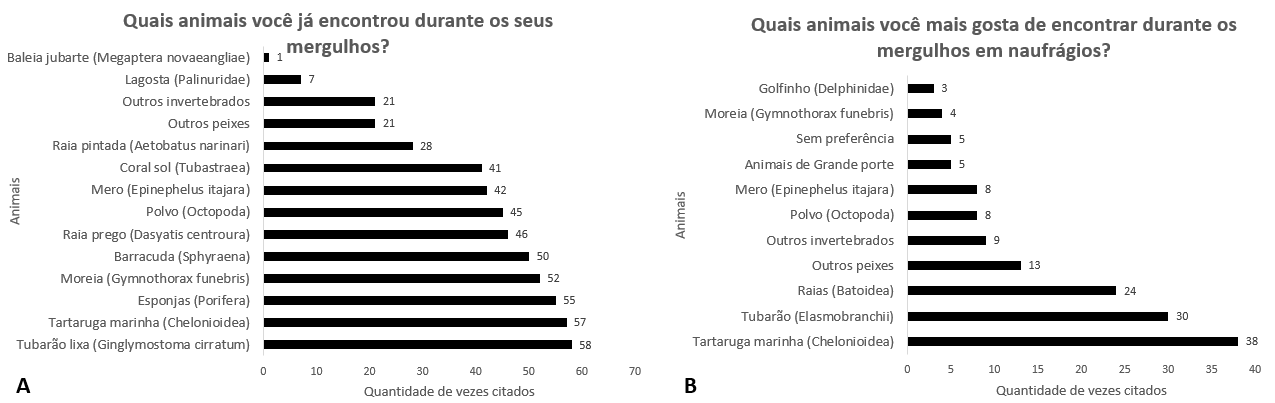 Quais animais você já encontrou durante os seus
mergulhos?
Baleia jubarte (Megaptera novaeangliae) 1
Lagosta (Palinuridae) 7
Outros invertebrados 21
Outros peixes 21
Raia pintada (Aetobatus narinari) 28
Coral sol (Tubastraea) 41
Mero (Epinephelus itajara) 42
Polvo (Octopoda) 45
Raia prego (Dasyatis centroura) 46
Barracuda (Sphyraena) 50
Moreia (Gymnothorax funebris) 52
Esponjas (Porifera) 55
Tartaruga marinha (Chelonioidea) 57
Tubarão lixa (Ginglymostoma cirratum) 58
Animais
0 10 20 30 40 50 60 70
Quantidade de vezes citados
A
Quais animais você mais gosta de encontrar durante os
mergulhos em naufrágios?
Golfinho (Delphinidae) 3
Moreia (Gymnothorax funebris) 4
Sem preferência 5
Animais de Grande porte 5
Mero (Epinephelus itajara) 8
Polvo (Octopoda) 8
Outros invertebrados 9
Outros peixes 13
Raias (Batoidea) 24
Tubarão (Elasmobranchii) 30
Tartaruga marinha (Chelonioidea) 38
Animais
0 5 10 15 20 25 30 35 40
Quantidade de vezes citados
B